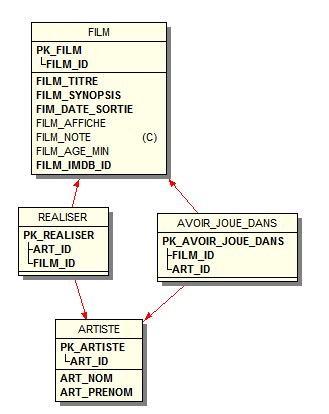 FILM
PK_FILM
FILM_ID
FILM_TITRE
FILM_SYNOPSIS
FIM_DATE_SORTIE
FILM_AFFICHE
FILM_NOTE (C)
FILM_AGE_MIN
FILM_IMDB_ID
REALISER
PK_REALISER
ART_ID
FILM_ID
AVOIR_JOUE_DANS
PK_AVOIR_JOUE_DANS
FILM_ID
ART_ID
ARTISTE
PK_ARTISTE
ART_ID
ART_NOM
ART_PRENOM